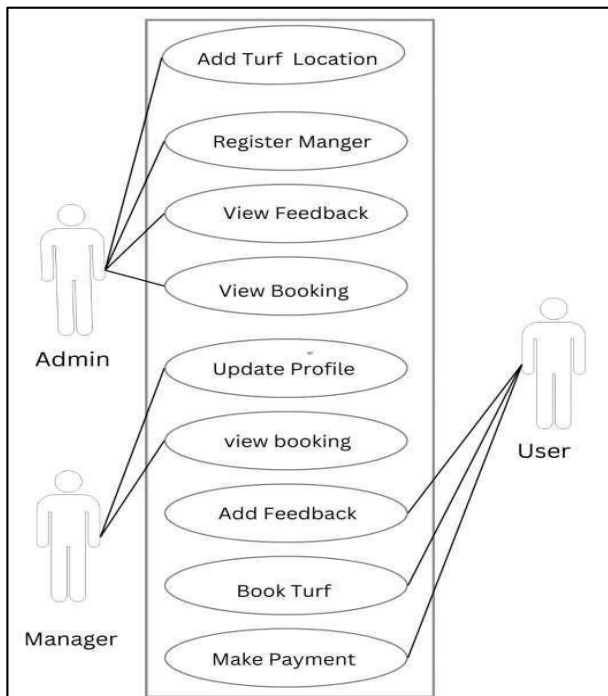 Add Turf Location
Register Manger
View Feedback
View Booking
Admin
Update Profile
view booking
User
Add Feedback
Book Turf
Manager
Make Payment